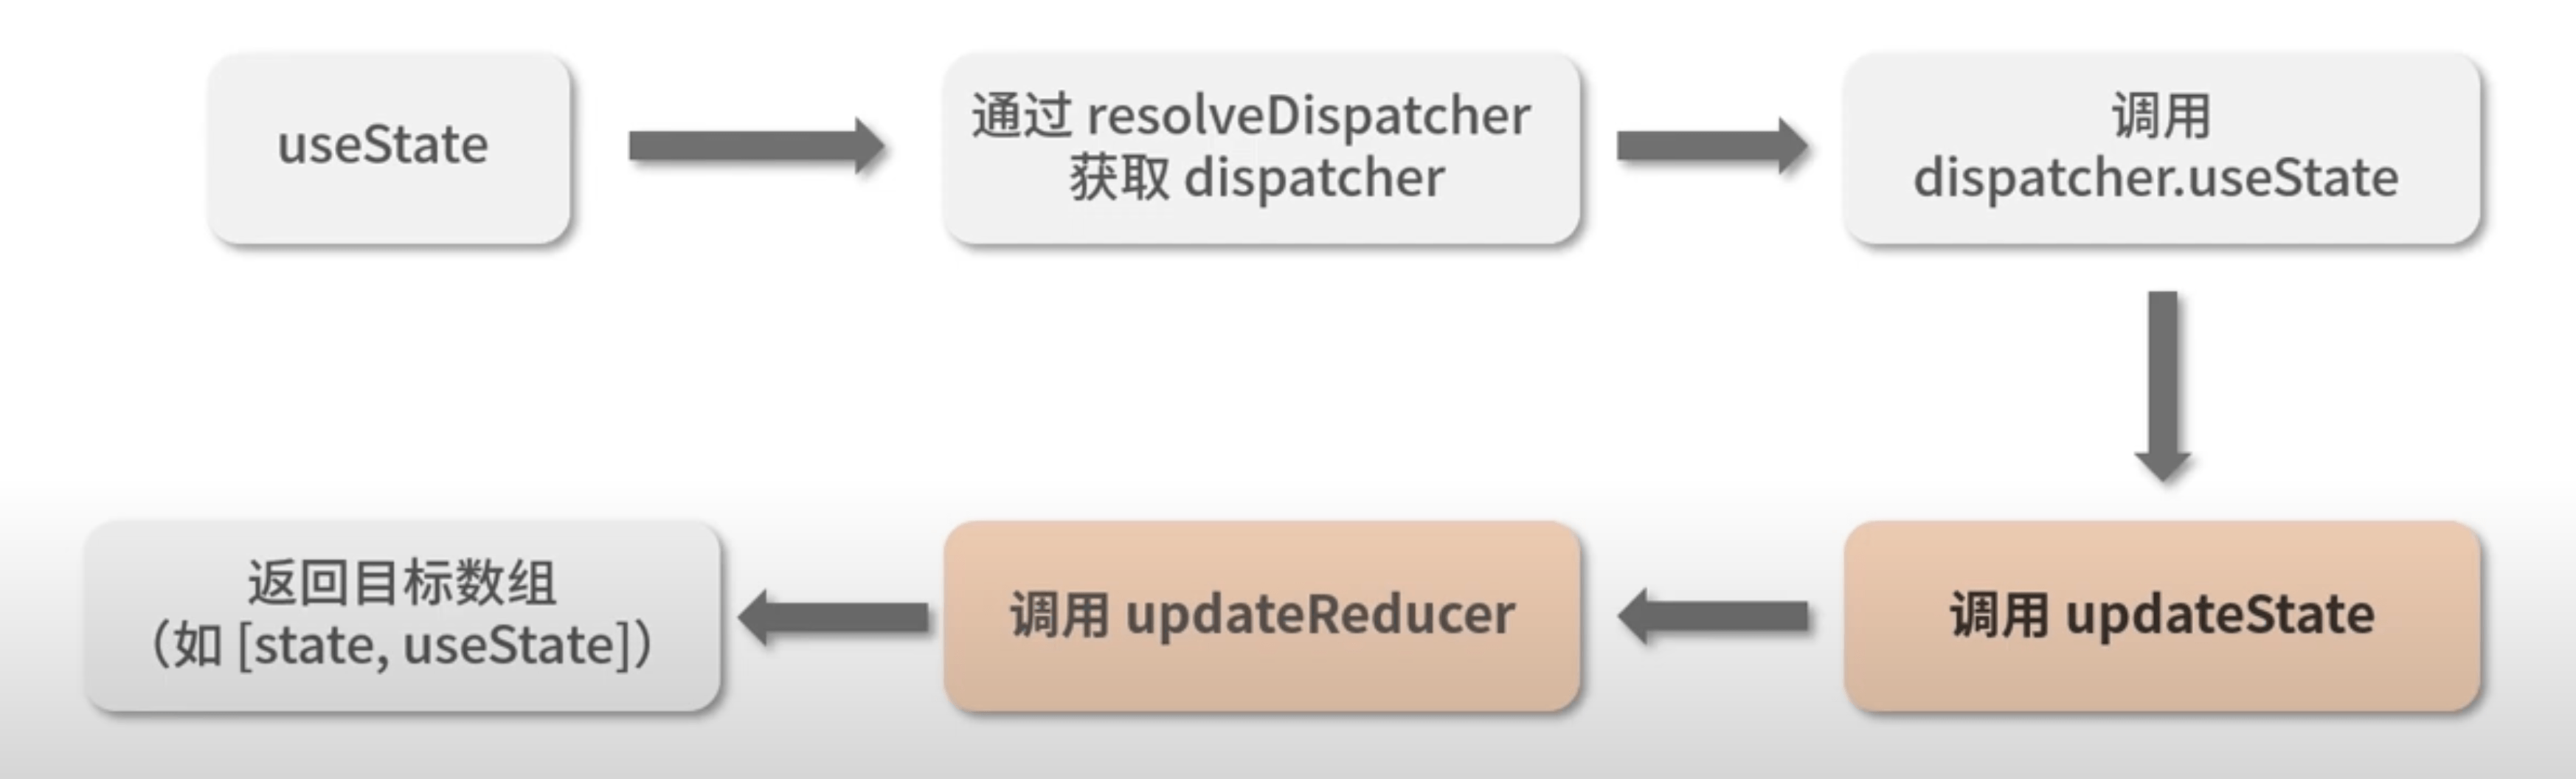 useState
通过 resolveDispatcher
获取 dispatcher
调用
dispatcher.useState
调用 updateState
调用 updateReducer
返回目标数组
（如 [state, useState]）